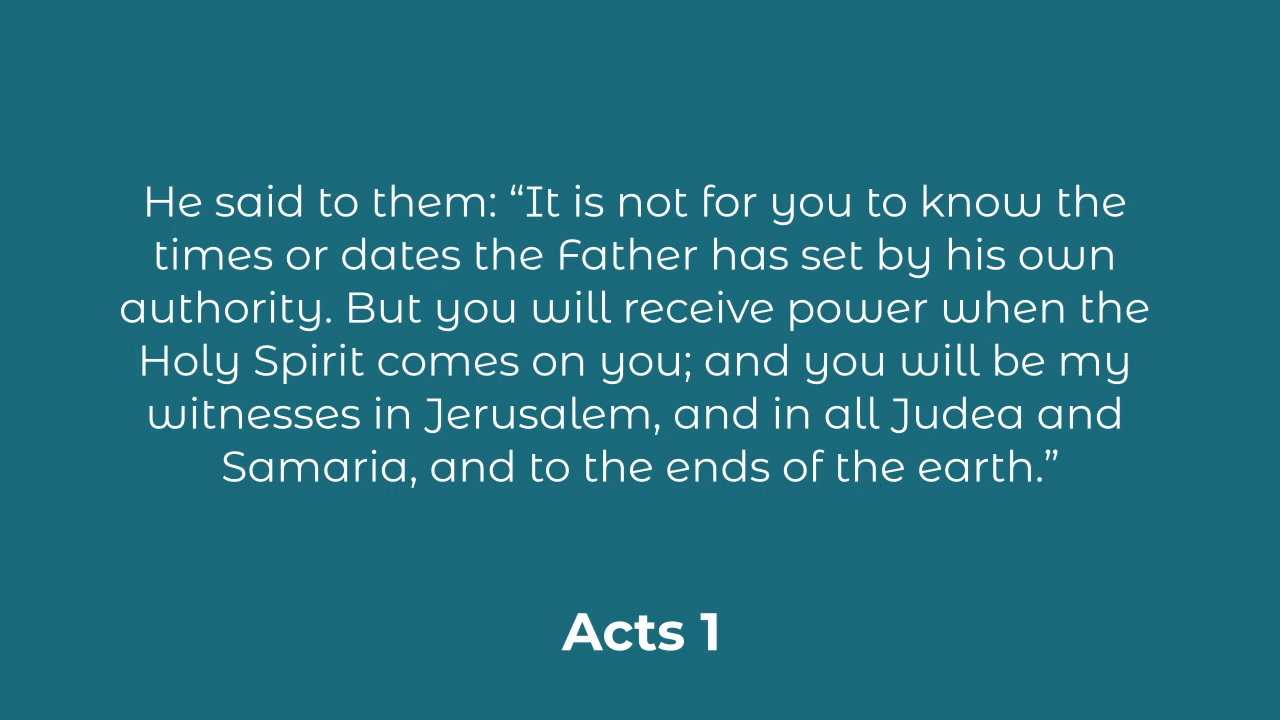 He said to them: “It is not for you to know the
times or dates the Father has set by his own
authority. But you will receive power when the
Holy Spirit comes on you; and you will be my
witnesses in Jerusalem, and in all Judea and
Samaria, and to the ends of the earth.”
Acts 1